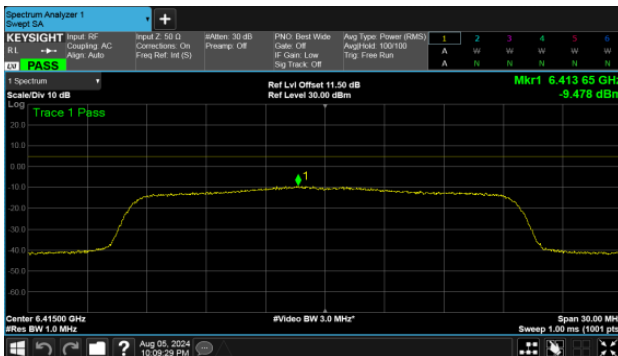 Spectrum Analyzer 1
Swept SA
+
KEYSIGHT
RL
LXI PASS
Input: RF
Coupling: AC
Align: Auto
Input Z: 50 Ω
Corrections: On
Freq Ref: Int (S)
#Atten: 30 dB
Preamp: Off
PNO: Best Wide
Gate: Off
IF Gain: Low
Sig Track: Off
Avg Type: Power (RMS)
Avg|Hold: 100/100
Trig: Free Run
1 2 3 4 5 6
A W W W W W
A N N N N N
1 Spectrum
Scale/Div 10 dB
Ref Lvl Offset 11.50 dB
Ref Level 30.00 dBm
Mkr1 6.413 65 GHz
-9.478 dBm
Log
Trace 1 Pass
20.0
10.0
0.00
-10.0
-20.0
-30.0
-40.0
-50.0
-60.0
1
Center 6.41500 GHz
#Res BW 1.0 MHz
#Video BW 3.0 MHz*
Span 30.00 MHz
Sweep 1.00 ms (1001 pts)
?
Aug 05, 2024
10:09:29 PM